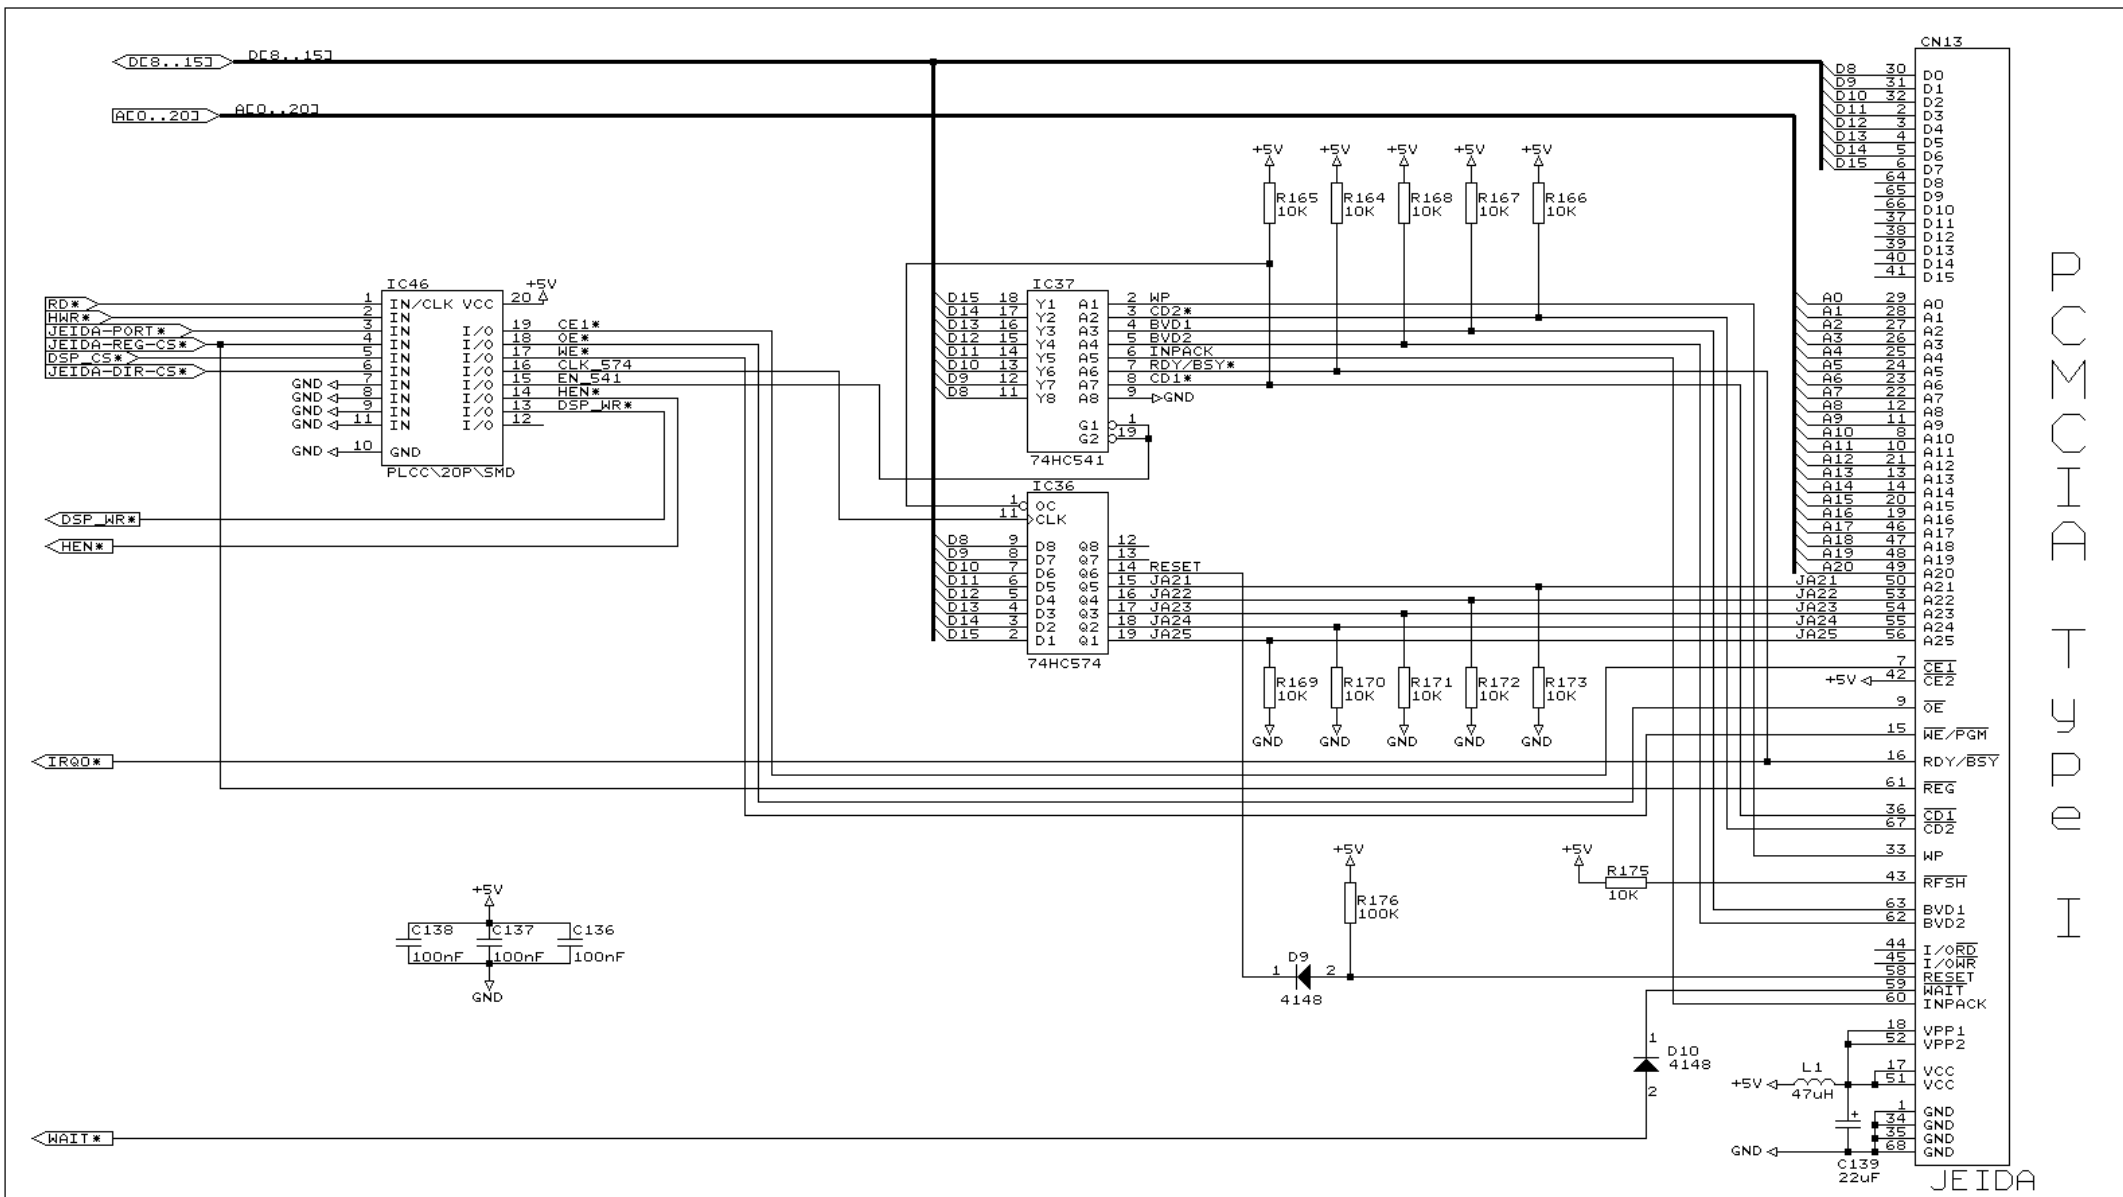 CN13
D[8..15] D[8..15]
A[0..20] A[0..20]
D8 30 D0
D9 31 D1
D10 32 D2
D11 2 D3
D12 3 D4
D13 4 D5
D14 5 D6
D15 6 D7
64 D8
65 D9
66 D10
37 D11
38 D12
39 D13
40 D14
41 D15
A0 29 A0
A1 28 A1
A2 27 A2
A3 26 A3
A4 25 A4
A5 24 A5
A6 23 A6
A7 22 A7
A8 12 A8
A9 11 A9
A10 8 A10
A11 10 A11
A12 21 A12
A13 13 A13
A14 14 A14
A15 20 A15
A16 19 A16
A17 46 A17
A18 47 A18
A19 48 A19
A20 49 A20
JA21 50 A21
JA22 53 A22
JA23 54 A23
JA24 55 A24
JA25 56 A25
7 CE1
+5V 42 CE2
9 OE
15 WE/PGM
16 RDY/BSY
61 REG
36 CD1
67 CD2
33 WP
43 RFSH
63 BVD1
62 BVD2
44 I/ORD
45 I/OWR
58 RESET
59 WAIT
60 INPACK
18 VPP1
52 VPP2
17 VCC
51 VCC
1 GND
34 GND
35 GND
68 GND
JEIDA
PCMCIA Type I
+5V +5V +5V +5V +5V
R165 R164 R168 R167 R166
10K 10K 10K 10K 10K
IC46
+5V
RD* 1 IN/CLK VCC 20
HWR* 2 IN
JEIDA-PORT* 3 IN I/O 19 CE1*
JEIDA-REG-CS* 4 IN I/O 18 OE*
DSP_CS* 5 IN I/O 17 WE*
JEIDA-DIR-CS* 6 IN I/O 16 CLK_574
GND 7 IN I/O 15 EN_541
GND 8 IN I/O 14 HEN*
GND 9 IN I/O 13 DSP_WR*
GND 11 IN I/O 12
GND 10 GND
PLCC\20P\SMD
DSP_WR*
HEN*
IC37
D15 18 Y1 A1 2 WP
D14 17 Y2 A2 3 CD2*
D13 16 Y3 A3 4 BVD1
D12 15 Y4 A4 5 BVD2
D11 14 Y5 A5 6 INPACK
D10 13 Y6 A6 7 RDY/BSY*
D9 12 Y7 A7 8 CD1*
D8 11 Y8 A8 9 GND
G1 1
G2 19
74HC541
IC36
1 OC
11 CLK
D8 9 D8 Q8 12
D9 8 D7 Q7 13
D10 7 D6 Q6 14 RESET
D11 6 D5 Q5 15 JA21
D12 5 D4 Q4 16 JA22
D13 4 D3 Q3 17 JA23
D14 3 D2 Q2 18 JA24
D15 2 D1 Q1 19 JA25
74HC574
R169 R170 R171 R172 R173
10K 10K 10K 10K 10K
GND GND GND GND GND
IRQ0*
+5V
R176
100K
+5V
R175
10K
+5V
C138 C137 C136
100nF 100nF 100nF
GND
D9
1 2
4148
1
D10
4148
2
WAIT*
L1
+5V
47uH
+
GND
C139
22uF